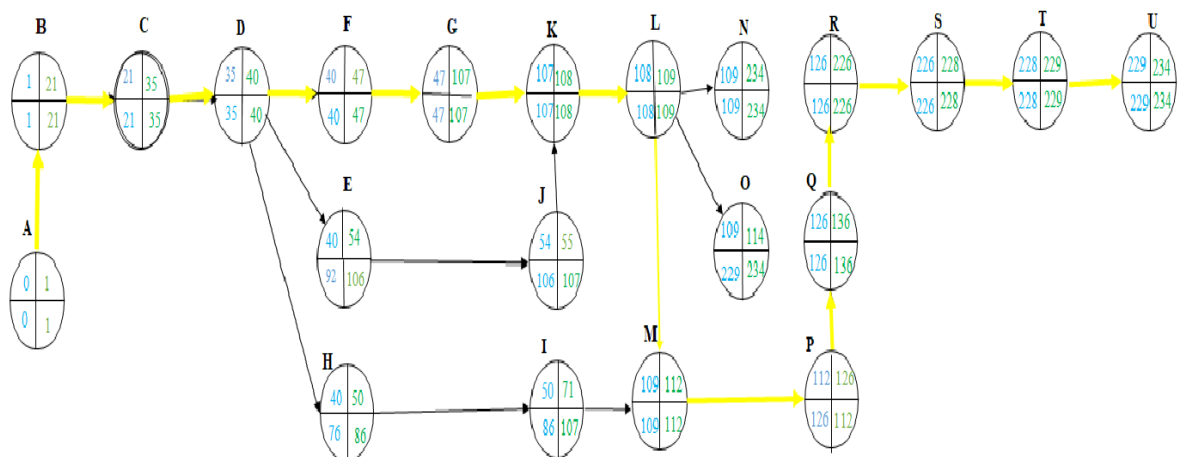 B C D F G K L N R S T U
1 21 21 35 35 40 40 47 47 107 107 108 108 109 109 234 126 226 226 228 228 229 229 234
1 21 21 35 35 40 40 47 47 107 107 108 108 109 109 234 126 226 226 228 228 229 229 234
E J O Q
A
40 54 54 55 109 114 126 136
92 106 106 107 229 234 126 136
0 1
0 1
H I M P
40 50 50 71 109 112 112 126
76 86 86 107 109 112 126 112